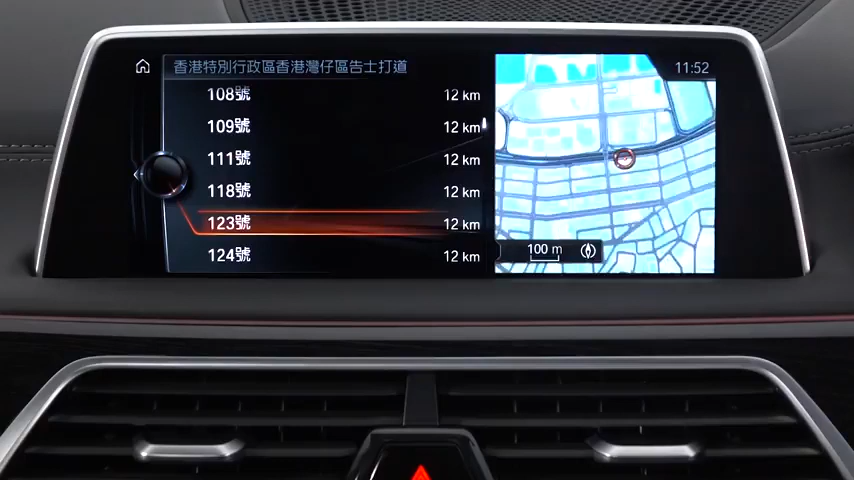 香港特別行政區香港灣仔區告士打道
11:52
108號 12 km
109號 12 km
111號 12 km
118號 12 km
123號 12 km
124號 12 km
100 m